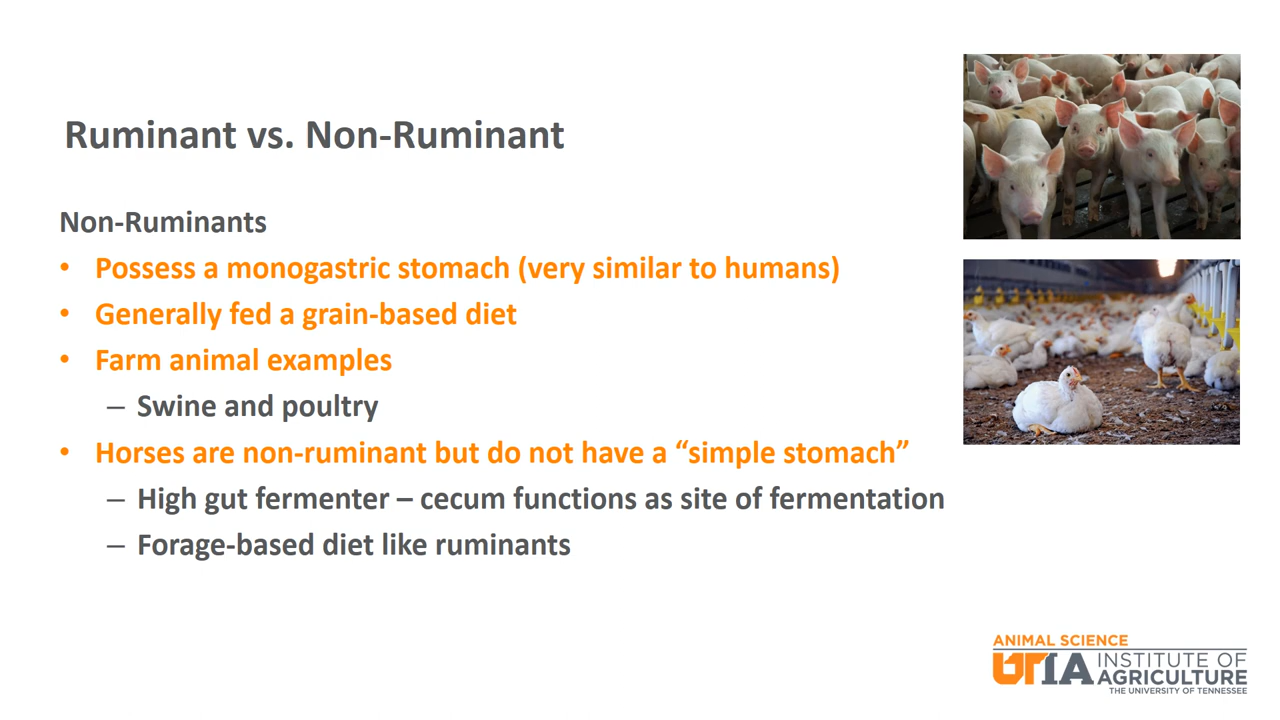 Ruminant vs. Non-Ruminant
Non-Ruminants
• Possess a monogastric stomach (very similar to humans)
• Generally fed a grain-based diet
• Farm animal examples
– Swine and poultry
• Horses are non-ruminant but do not have a “simple stomach”
– High gut fermenter – cecum functions as site of fermentation
– Forage-based diet like ruminants
ANIMAL SCIENCE
UTIA INSTITUTE OF
AGRICULTURE
THE UNIVERSITY OF TENNESSEE